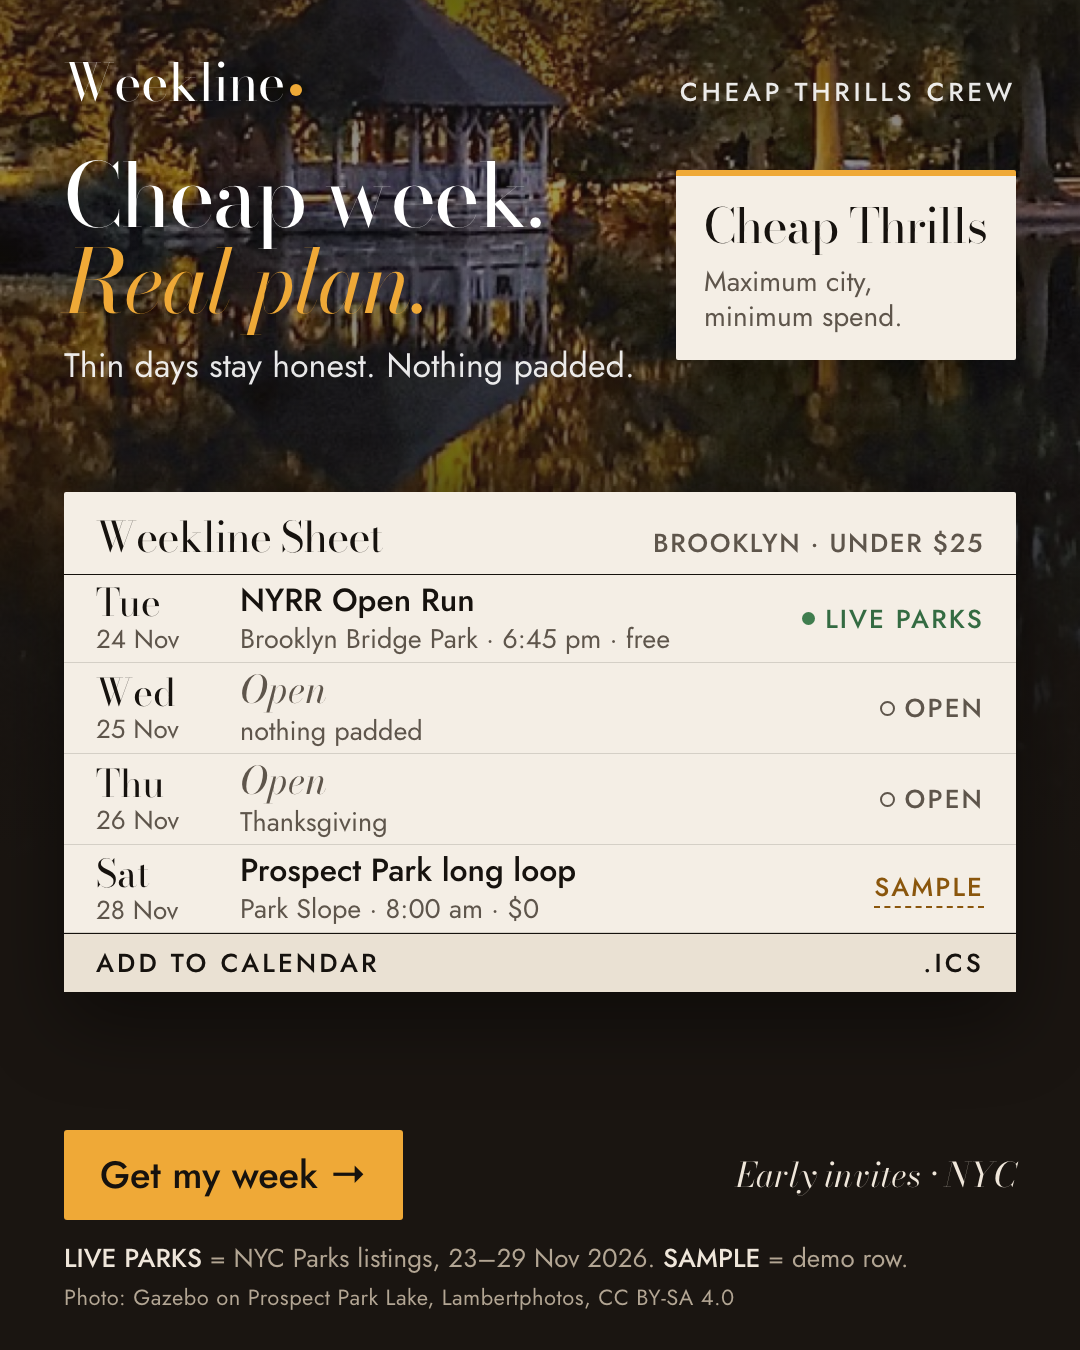 Weekline.
CHEAP THRILLS CREW
Cheap week.
Real plan.
Thin days stay honest. Nothing padded.
Cheap Thrills
Maximum city,
minimum spend.
Weekline Sheet
BROOKLYN · UNDER $25
Tue
24 Nov
NYRR Open Run
Brooklyn Bridge Park · 6:45 pm · free
LIVE PARKS
Wed
25 Nov
Open
nothing padded
OPEN
Thu
26 Nov
Open
Thanksgiving
OPEN
Sat
28 Nov
Prospect Park long loop
Park Slope · 8:00 am · $0
SAMPLE
ADD TO CALENDAR
.ICS
Get my week →
Early invites · NYC
LIVE PARKS = NYC Parks listings, 23–29 Nov 2026. SAMPLE = demo row.
Photo: Gazebo on Prospect Park Lake, Lambertphotos, CC BY-SA 4.0